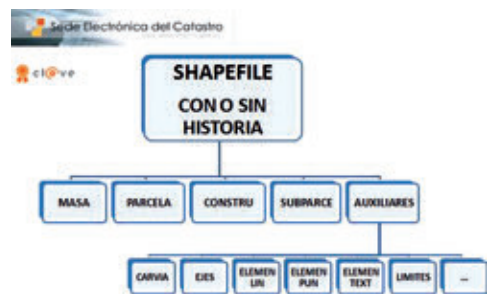 Sede Electrónica del Catastro
cl@ve
SHAPEFILE
CON O SIN
HISTORIA
MASA
PARCELA
CONSTRU
SUBPARCE
AUXILIARES
CARVIA
EJES
ELEMEN
LIN
ELEMEN
PUN
ELEMEN
TEXT
LIMITES
...